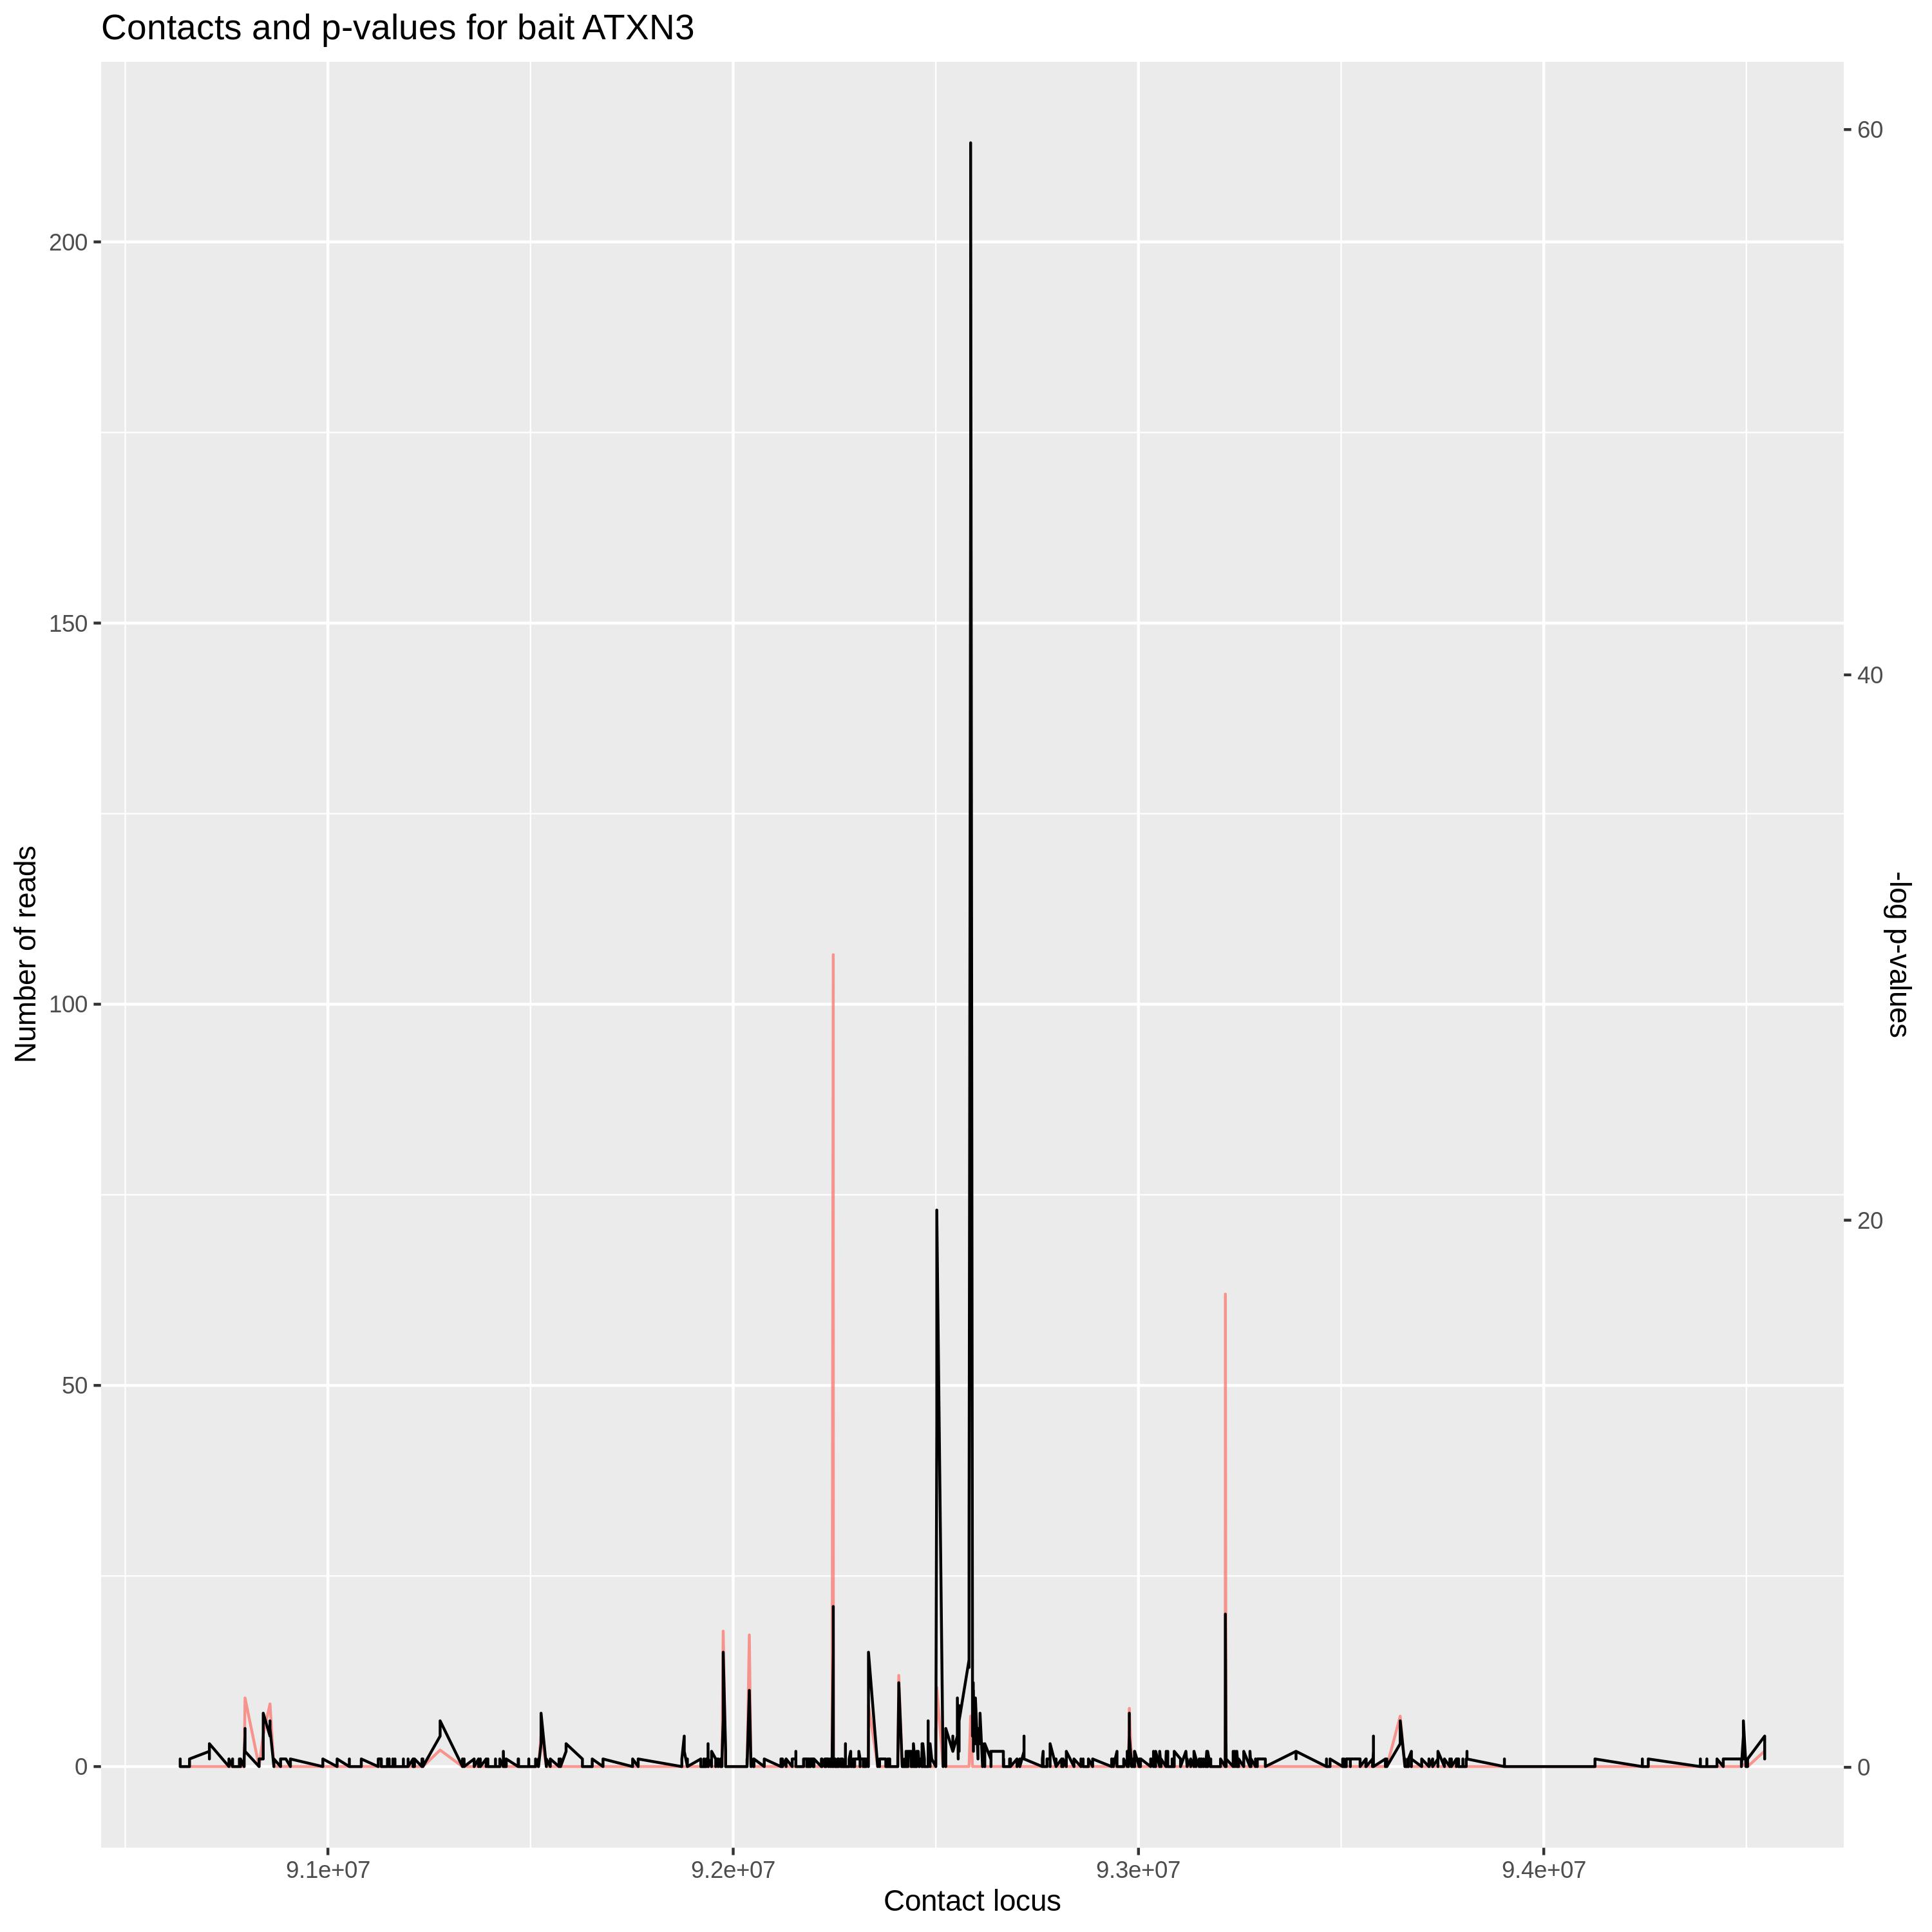 Contacts and p-values for bait ATXN3
Number of reads
200
150
100
50
0
60
40
20
0
-log p-values
9.1e+07
9.2e+07
9.3e+07
9.4e+07
Contact locus